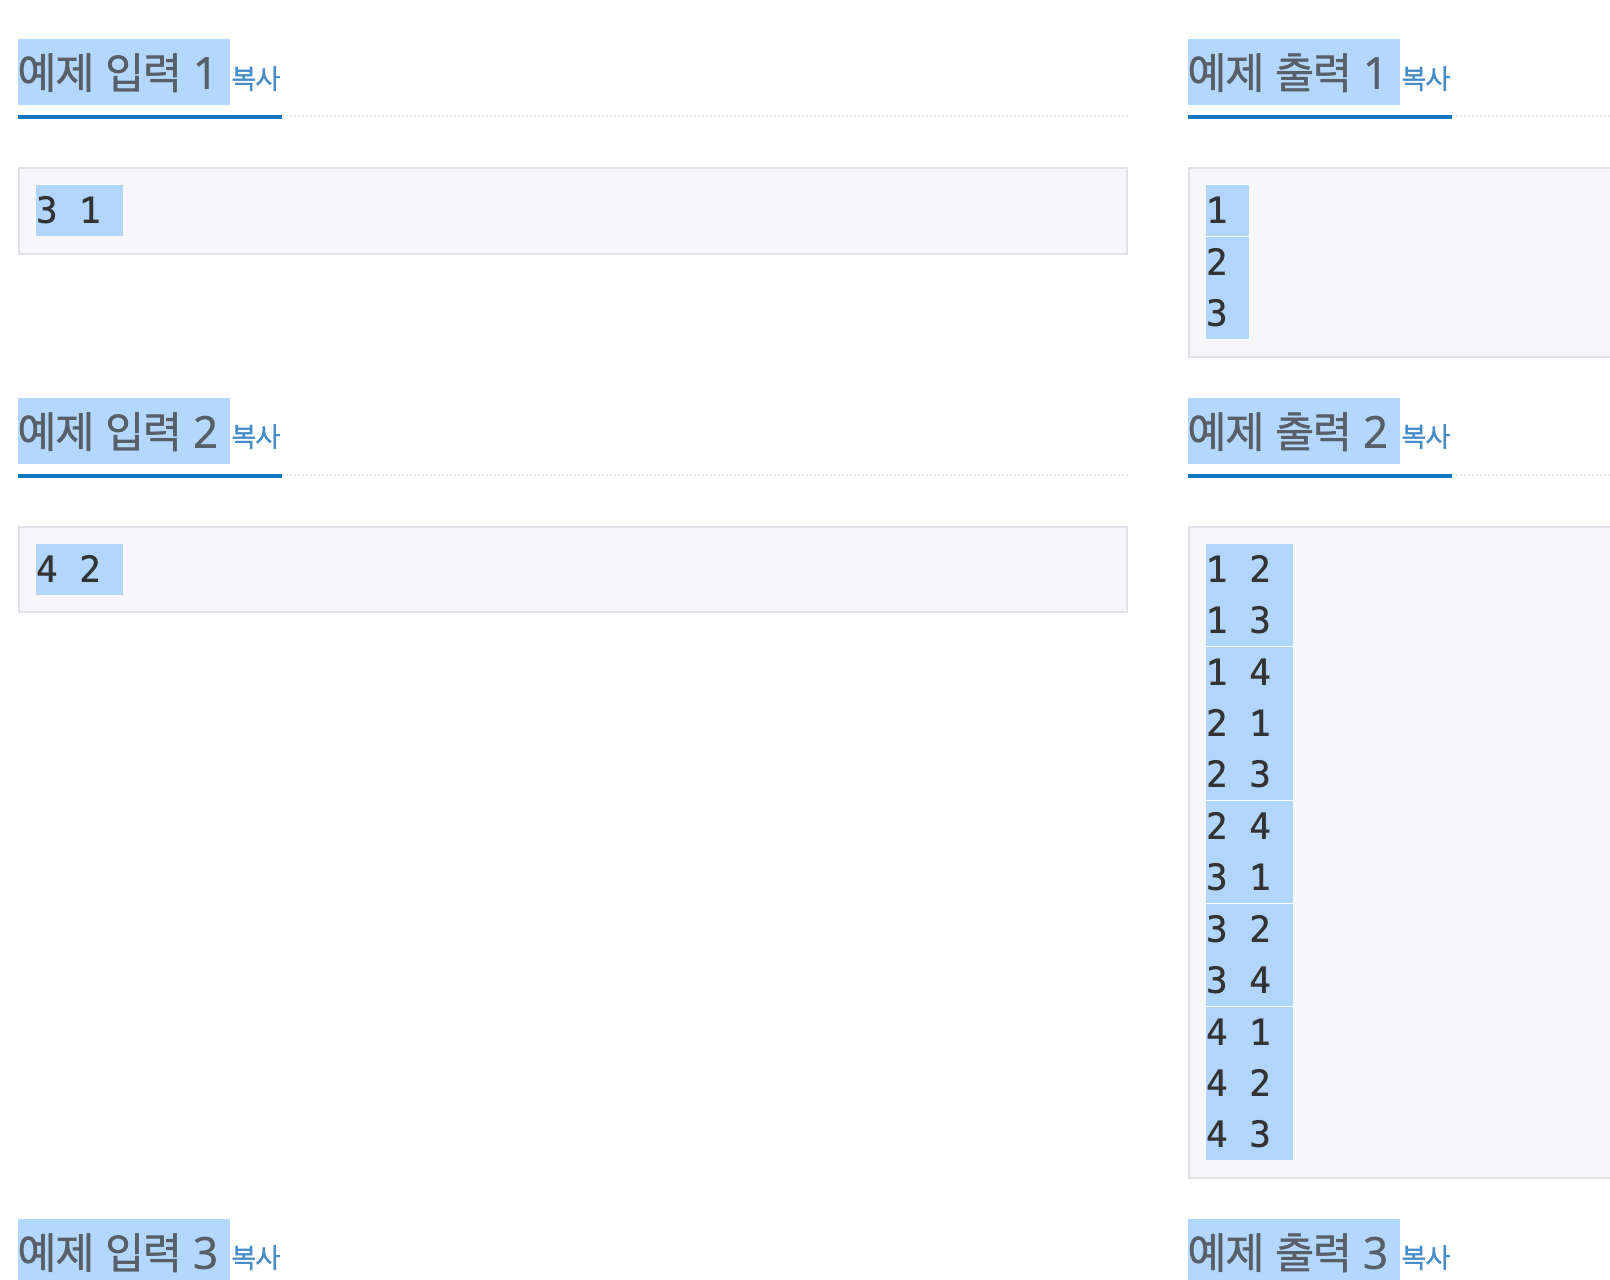 예제 입력 1 복사
3 1
예제 출력 1 복사
1
2
3
예제 입력 2 복사
4 2
예제 출력 2 복사
1 2
1 3
1 4
2 1
2 3
2 4
3 1
3 2
3 4
4 1
4 2
4 3
예제 입력 3 복사
예제 출력 3 복사